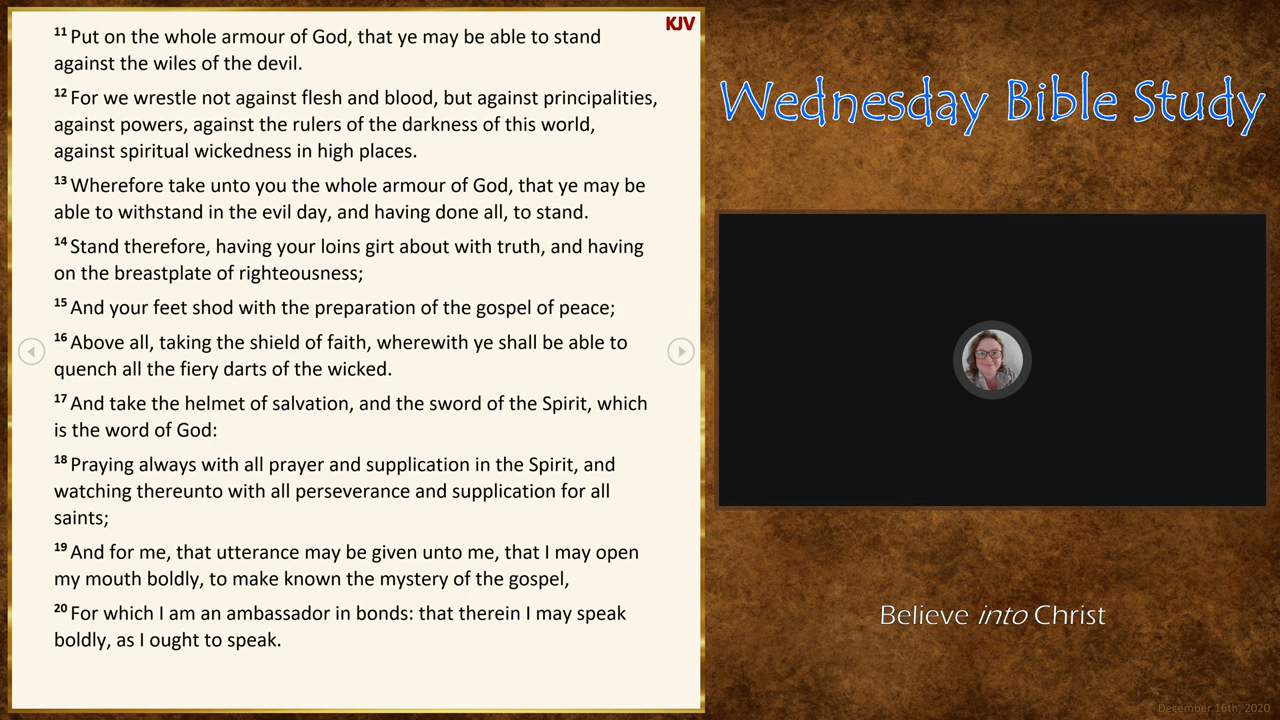 KJV
11 Put on the whole armour of God, that ye may be able to stand
against the wiles of the devil.
12 For we wrestle not against flesh and blood, but against principalities,
against powers, against the rulers of the darkness of this world,
against spiritual wickedness in high places.
13 Wherefore take unto you the whole armour of God, that ye may be
able to withstand in the evil day, and having done all, to stand.
14 Stand therefore, having your loins girt about with truth, and having
on the breastplate of righteousness;
15 And your feet shod with the preparation of the gospel of peace;
16 Above all, taking the shield of faith, wherewith ye shall be able to
quench all the fiery darts of the wicked.
17 And take the helmet of salvation, and the sword of the Spirit, which
is the word of God:
18 Praying always with all prayer and supplication in the Spirit, and
watching thereunto with all perseverance and supplication for all
saints;
19 And for me, that utterance may be given unto me, that I may open
my mouth boldly, to make known the mystery of the gospel,
20 For which I am an ambassador in bonds: that therein I may speak
boldly, as I ought to speak.
Wednesday Bible Study
Believe into Christ
December 16th, 2020